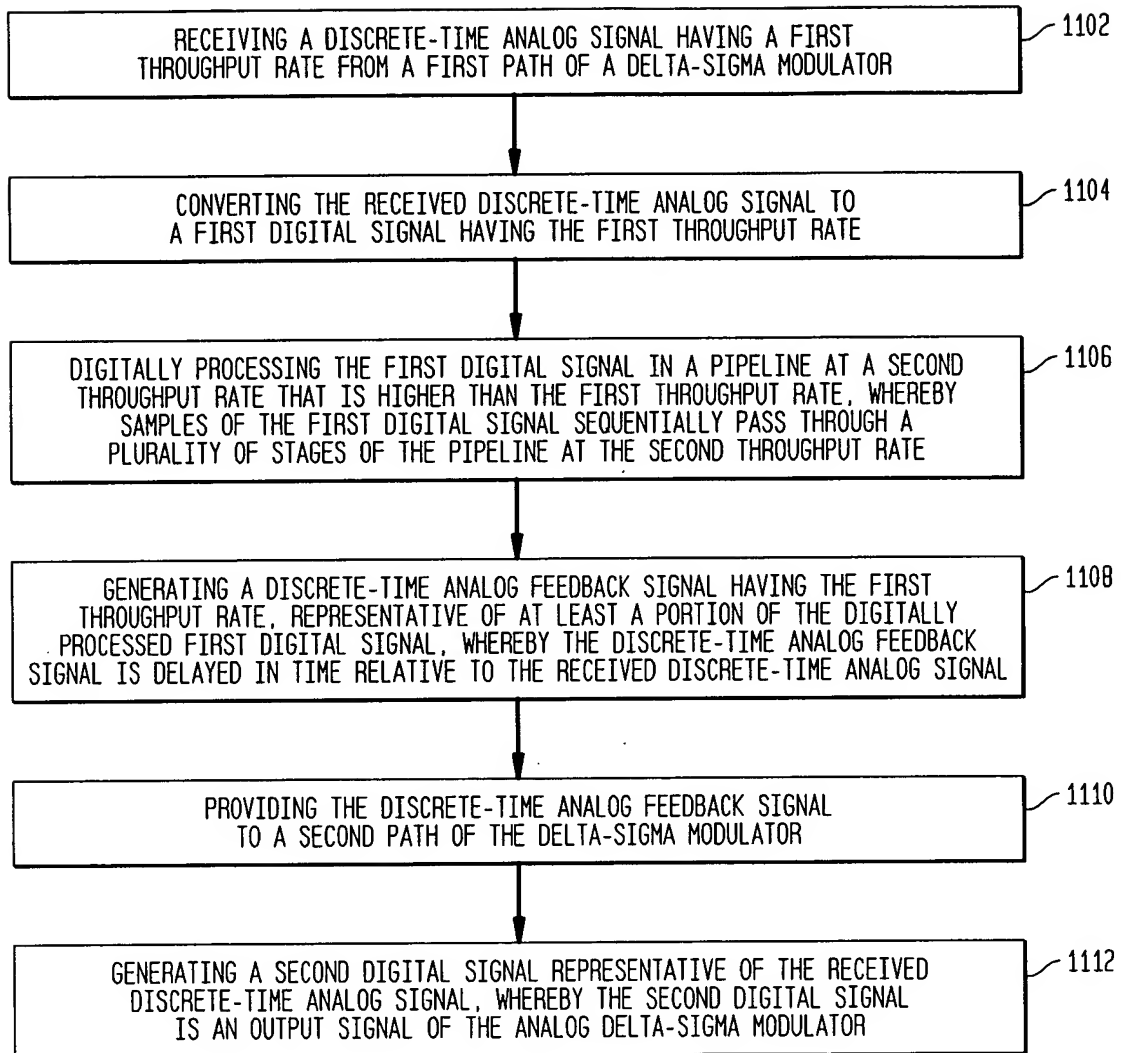 RECEIVING A DISCRETE-TIME ANALOG SIGNAL HAVING A FIRST
THROUGHPUT RATE FROM A FIRST PATH OF A DELTA-SIGMA MODULATOR
1102
CONVERTING THE RECEIVED DISCRETE-TIME ANALOG SIGNAL TO
A FIRST DIGITAL SIGNAL HAVING THE FIRST THROUGHPUT RATE
1104
DIGITALLY PROCESSING THE FIRST DIGITAL SIGNAL IN A PIPELINE AT A SECOND
THROUGHPUT RATE THAT IS HIGHER THAN THE FIRST THROUGHPUT RATE, WHEREBY
SAMPLES OF THE FIRST DIGITAL SIGNAL SEQUENTIALLY PASS THROUGH A
PLURALITY OF STAGES OF THE PIPELINE AT THE SECOND THROUGHPUT RATE
1106
GENERATING A DISCRETE-TIME ANALOG FEEDBACK SIGNAL HAVING THE FIRST
THROUGHPUT RATE, REPRESENTATIVE OF AT LEAST A PORTION OF THE DIGITALLY
PROCESSED FIRST DIGITAL SIGNAL, WHEREBY THE DISCRETE-TIME ANALOG FEEDBACK
SIGNAL IS DELAYED IN TIME RELATIVE TO THE RECEIVED DISCRETE-TIME ANALOG SIGNAL
1108
PROVIDING THE DISCRETE-TIME ANALOG FEEDBACK SIGNAL
TO A SECOND PATH OF THE DELTA-SIGMA MODULATOR
1110
GENERATING A SECOND DIGITAL SIGNAL REPRESENTATIVE OF THE RECEIVED
DISCRETE-TIME ANALOG SIGNAL, WHEREBY THE SECOND DIGITAL SIGNAL
IS AN OUTPUT SIGNAL OF THE ANALOG DELTA-SIGMA MODULATOR
1112